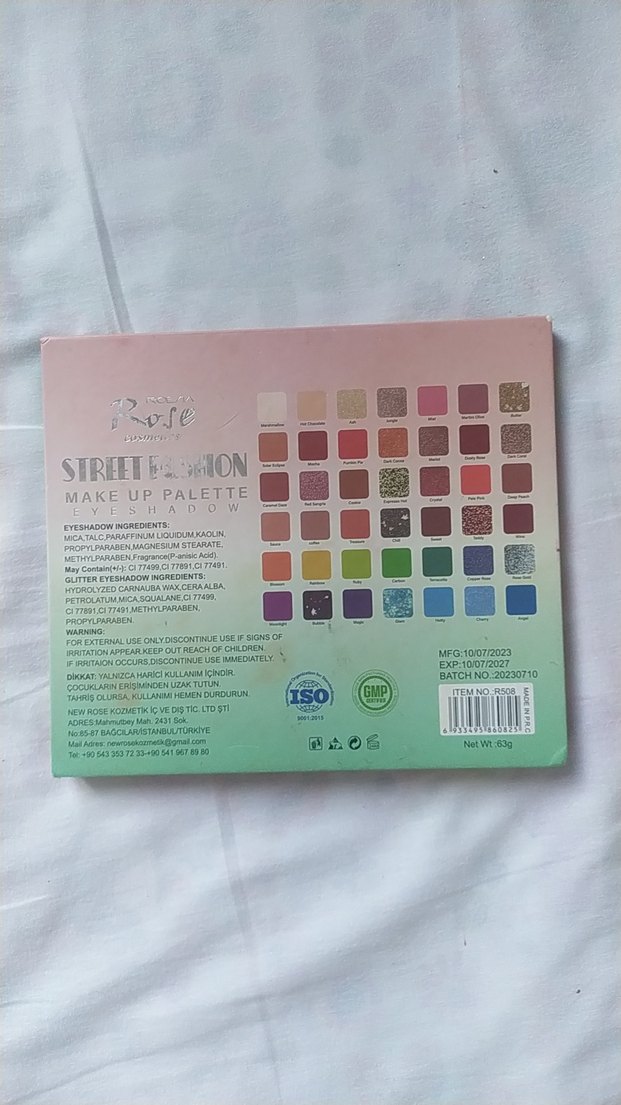 Rose
COSMETICS
STREET FASHION
MAKE UP PALETTE
EYESHADOW
EYESHADOW INGREDIENTS:
MICA,TALC,PARAFFINUM LIQUIDUM,KAOLIN,
PROPYLPARABEN,MAGNESIUM STEARATE,
METHYLPARABEN,Fragrance(P-anisic Acid).
May Contain(+/-): CI 77499,CI 77891,CI 77491.
GLITTER EYESHADOW INGREDIENTS:
HYDROLYZED CARNAUBA WAX,CERA ALBA,
PETROLATUM,MICA,SQUALANE,CI 77499,
CI 77891,CI 77491,METHYLPARABEN,
PROPYLPARABEN.
WARNING:
FOR EXTERNAL USE ONLY.DISCONTINUE USE IF SIGNS OF
IRRITATION APPEAR.KEEP OUT REACH OF CHILDREN.
IF IRRITAION OCCURS,DISCONTINUE USE IMMEDIATELY.
DİKKAT: YALNIZCA HARİCİ KULLANIM İÇİNDİR.
ÇOCUKLARIN ERİŞİMİNDEN UZAK TUTUN.
TAHRİŞ OLURSA, KULLANIMI HEMEN DURDURUN.
NEW ROSE KOZMETİK İÇ VE DIŞ TİC. LTD ŞTİ
ADRES:Mahmutbey Mah. 2431 Sok.
No:85-87 BAĞCILAR/İSTANBUL/TÜRKİYE
Mail Adres: newrosekozmetik@gmail.com
Tel: +90 543 353 72 33-+90 541 967 89 80
Marshmallow Hot Chocolate Ash Jungle Mist Martini Olive Butter
Solar Eclipse Mocha Pumkin Pie Dark Cocoa Merlot Dusty Rose Dark Coral
Caramel Daze Red Sangria Cookie Espresso Hot Crystal Pale Pink Deep Peach
Sauce coffee Treasure Chili Sweet Teddy Wine
Blossom Rainbow Ruby Carbon Terracotta Copper Rose Rose Gold
Moonlight Bubble Magic Glam Holly Cherry Angel
ISO
9001:2015
GMP
CERTIFIED
MFG:10/07/2023
EXP:10/07/2027
BATCH NO.:20230710
ITEM NO.:R508
MADE IN P.R.C
6 933495 860825
Net Wt :63g